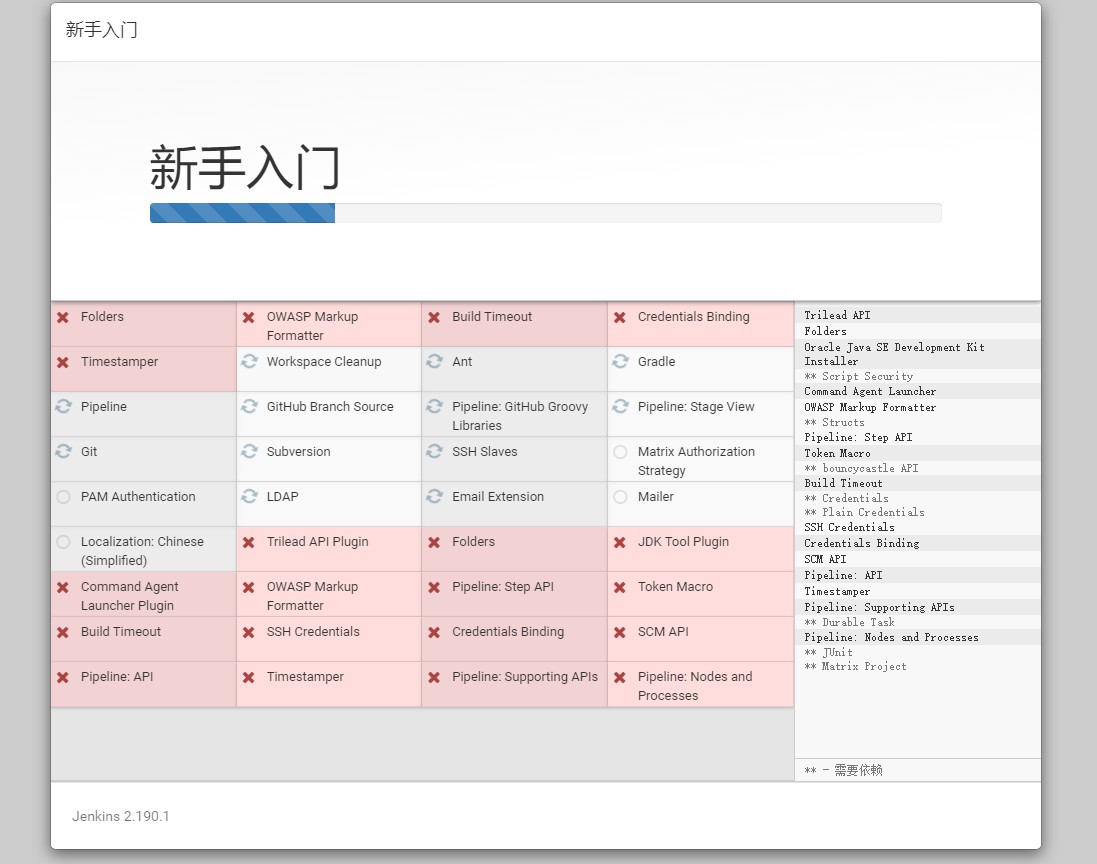 新手入门
新手入门
Folders
OWASP Markup
Formatter
Build Timeout
Credentials Binding
Timestamper
Workspace Cleanup
Ant
Gradle
Pipeline
GitHub Branch Source
Pipeline: GitHub Groovy
Libraries
Pipeline: Stage View
Git
Subversion
SSH Slaves
Matrix Authorization
Strategy
PAM Authentication
LDAP
Email Extension
Mailer
Localization: Chinese
(Simplified)
Trilead API Plugin
Folders
JDK Tool Plugin
Command Agent
Launcher Plugin
OWASP Markup
Formatter
Pipeline: Step API
Token Macro
Build Timeout
SSH Credentials
Credentials Binding
SCM API
Pipeline: API
Timestamper
Pipeline: Supporting APIs
Pipeline: Nodes and
Processes
Trilead API
Folders
Oracle Java SE Development Kit
Installer
** Script Security
Command Agent Launcher
OWASP Markup Formatter
** Structs
Pipeline: Step API
Token Macro
** bouncycastle API
Build Timeout
** Credentials
** Plain Credentials
SSH Credentials
Credentials Binding
SCM API
Pipeline: API
Timestamper
Pipeline: Supporting APIs
** Durable Task
Pipeline: Nodes and Processes
** JUnit
** Matrix Project
** - 需要依赖
Jenkins 2.190.1